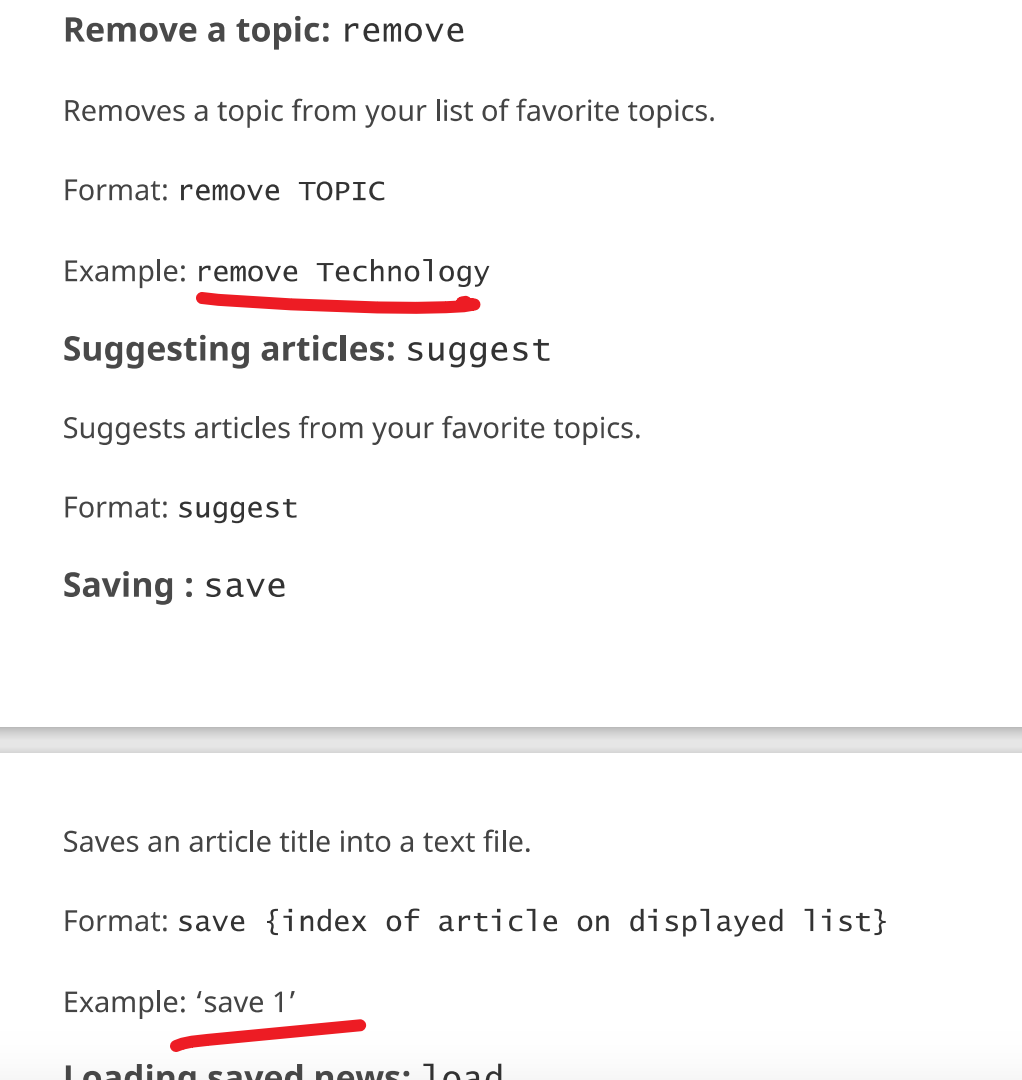 Remove a topic: remove
Removes a topic from your list of favorite topics.
Format: remove TOPIC
Example: remove Technology
Suggesting articles: suggest
Suggests articles from your favorite topics.
Format: suggest
Saving : save
Saves an article title into a text file.
Format: save {index of article on displayed list}
Example: ‘save 1’
Loading saved news: load